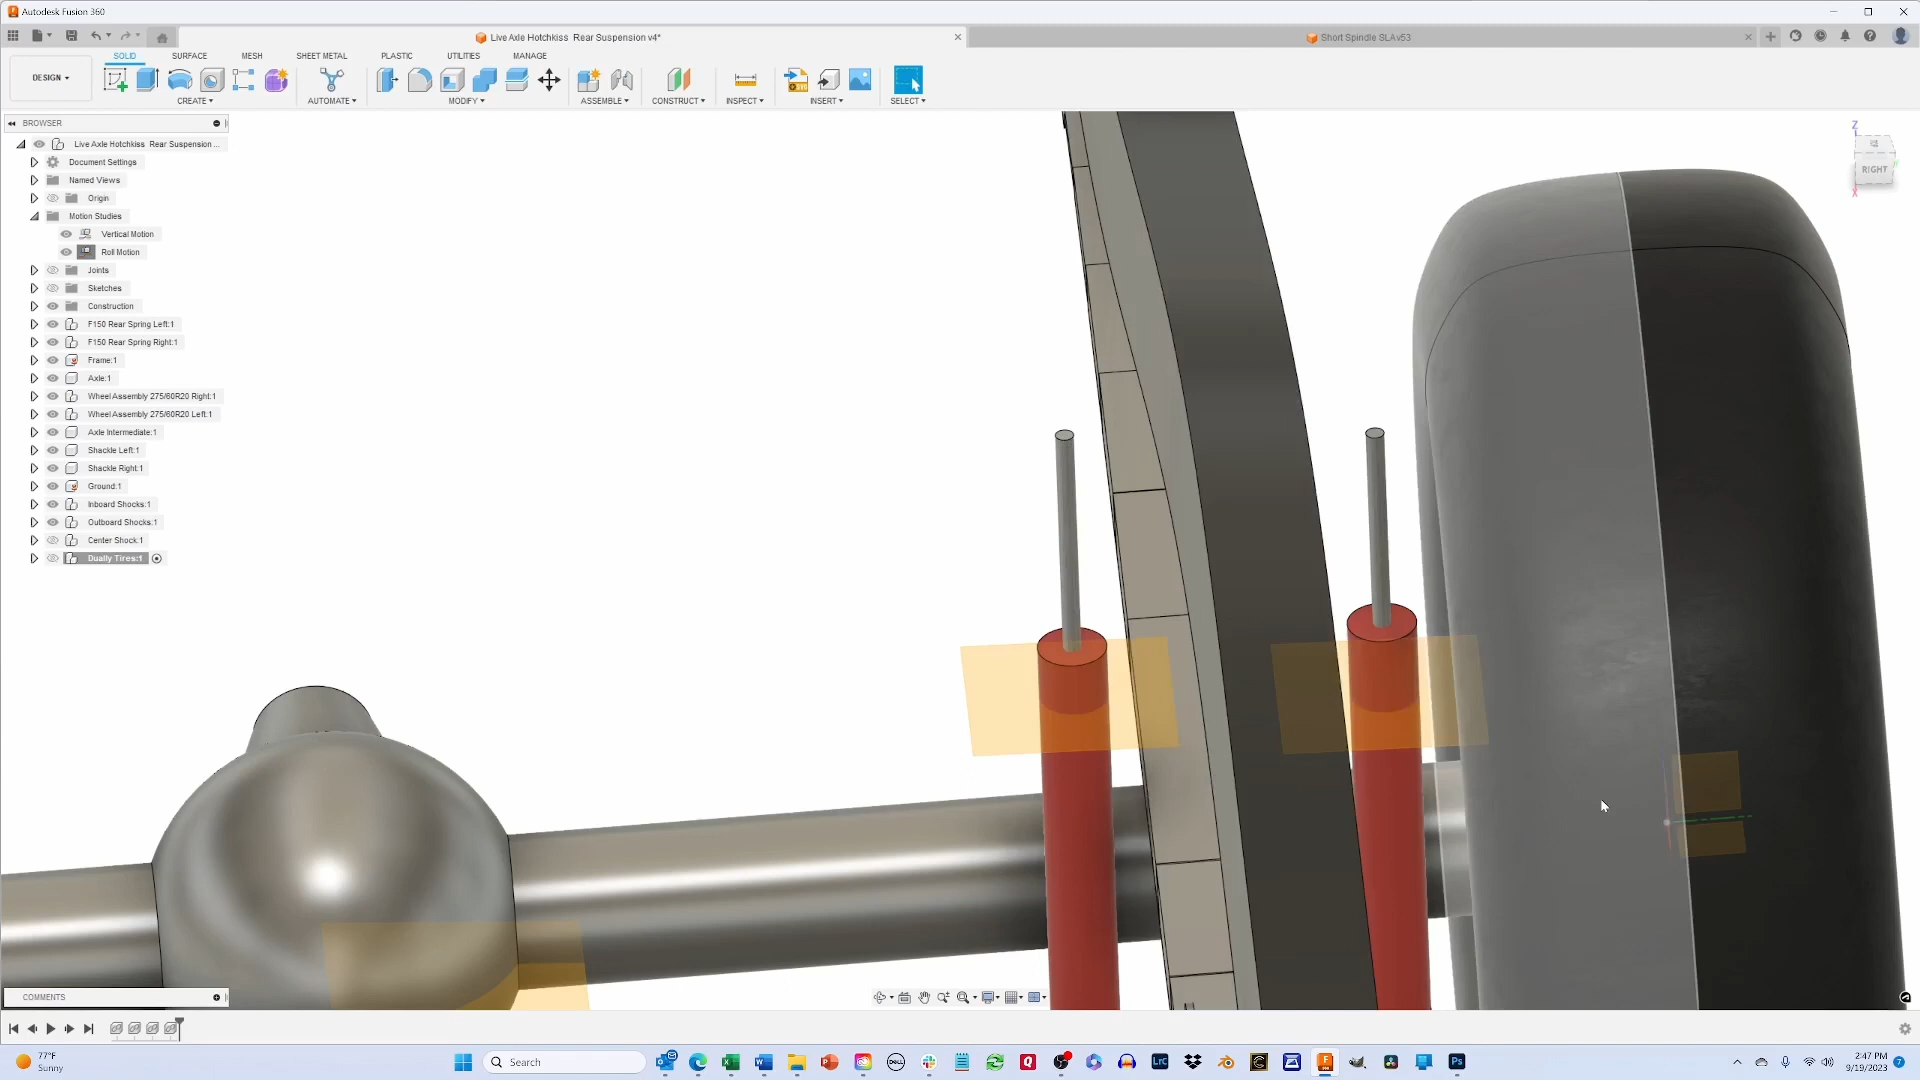 Autodesk Fusion 360
Live Axle Hotchkiss Rear Suspension v4*
Short Spindle SLAv53
SOLID SURFACE MESH SHEET METAL PLASTIC UTILITIES MANAGE
DESIGN
CREATE AUTOMATE MODIFY ASSEMBLE CONSTRUCT INSPECT INSERT SELECT
BROWSER
Live Axle Hotchkiss Rear Suspension ...
Document Settings
Named Views
Origin
Motion Studies
Vertical Motion
Roll Motion
Joints
Sketches
Construction
F150 Rear Spring Left:1
F150 Rear Spring Right:1
Frame:1
Axle:1
Wheel Assembly 275/60R20 Right:1
Wheel Assembly 275/60R20 Left:1
Axle Intermediate:1
Shackle Left:1
Shackle Right:1
Ground:1
Inboard Shocks:1
Outboard Shocks:1
Center Shock:1
Dually Tires:1
Z
RIGHT
X
COMMENTS
77°F
Sunny
Search
2:47 PM
9/19/2023